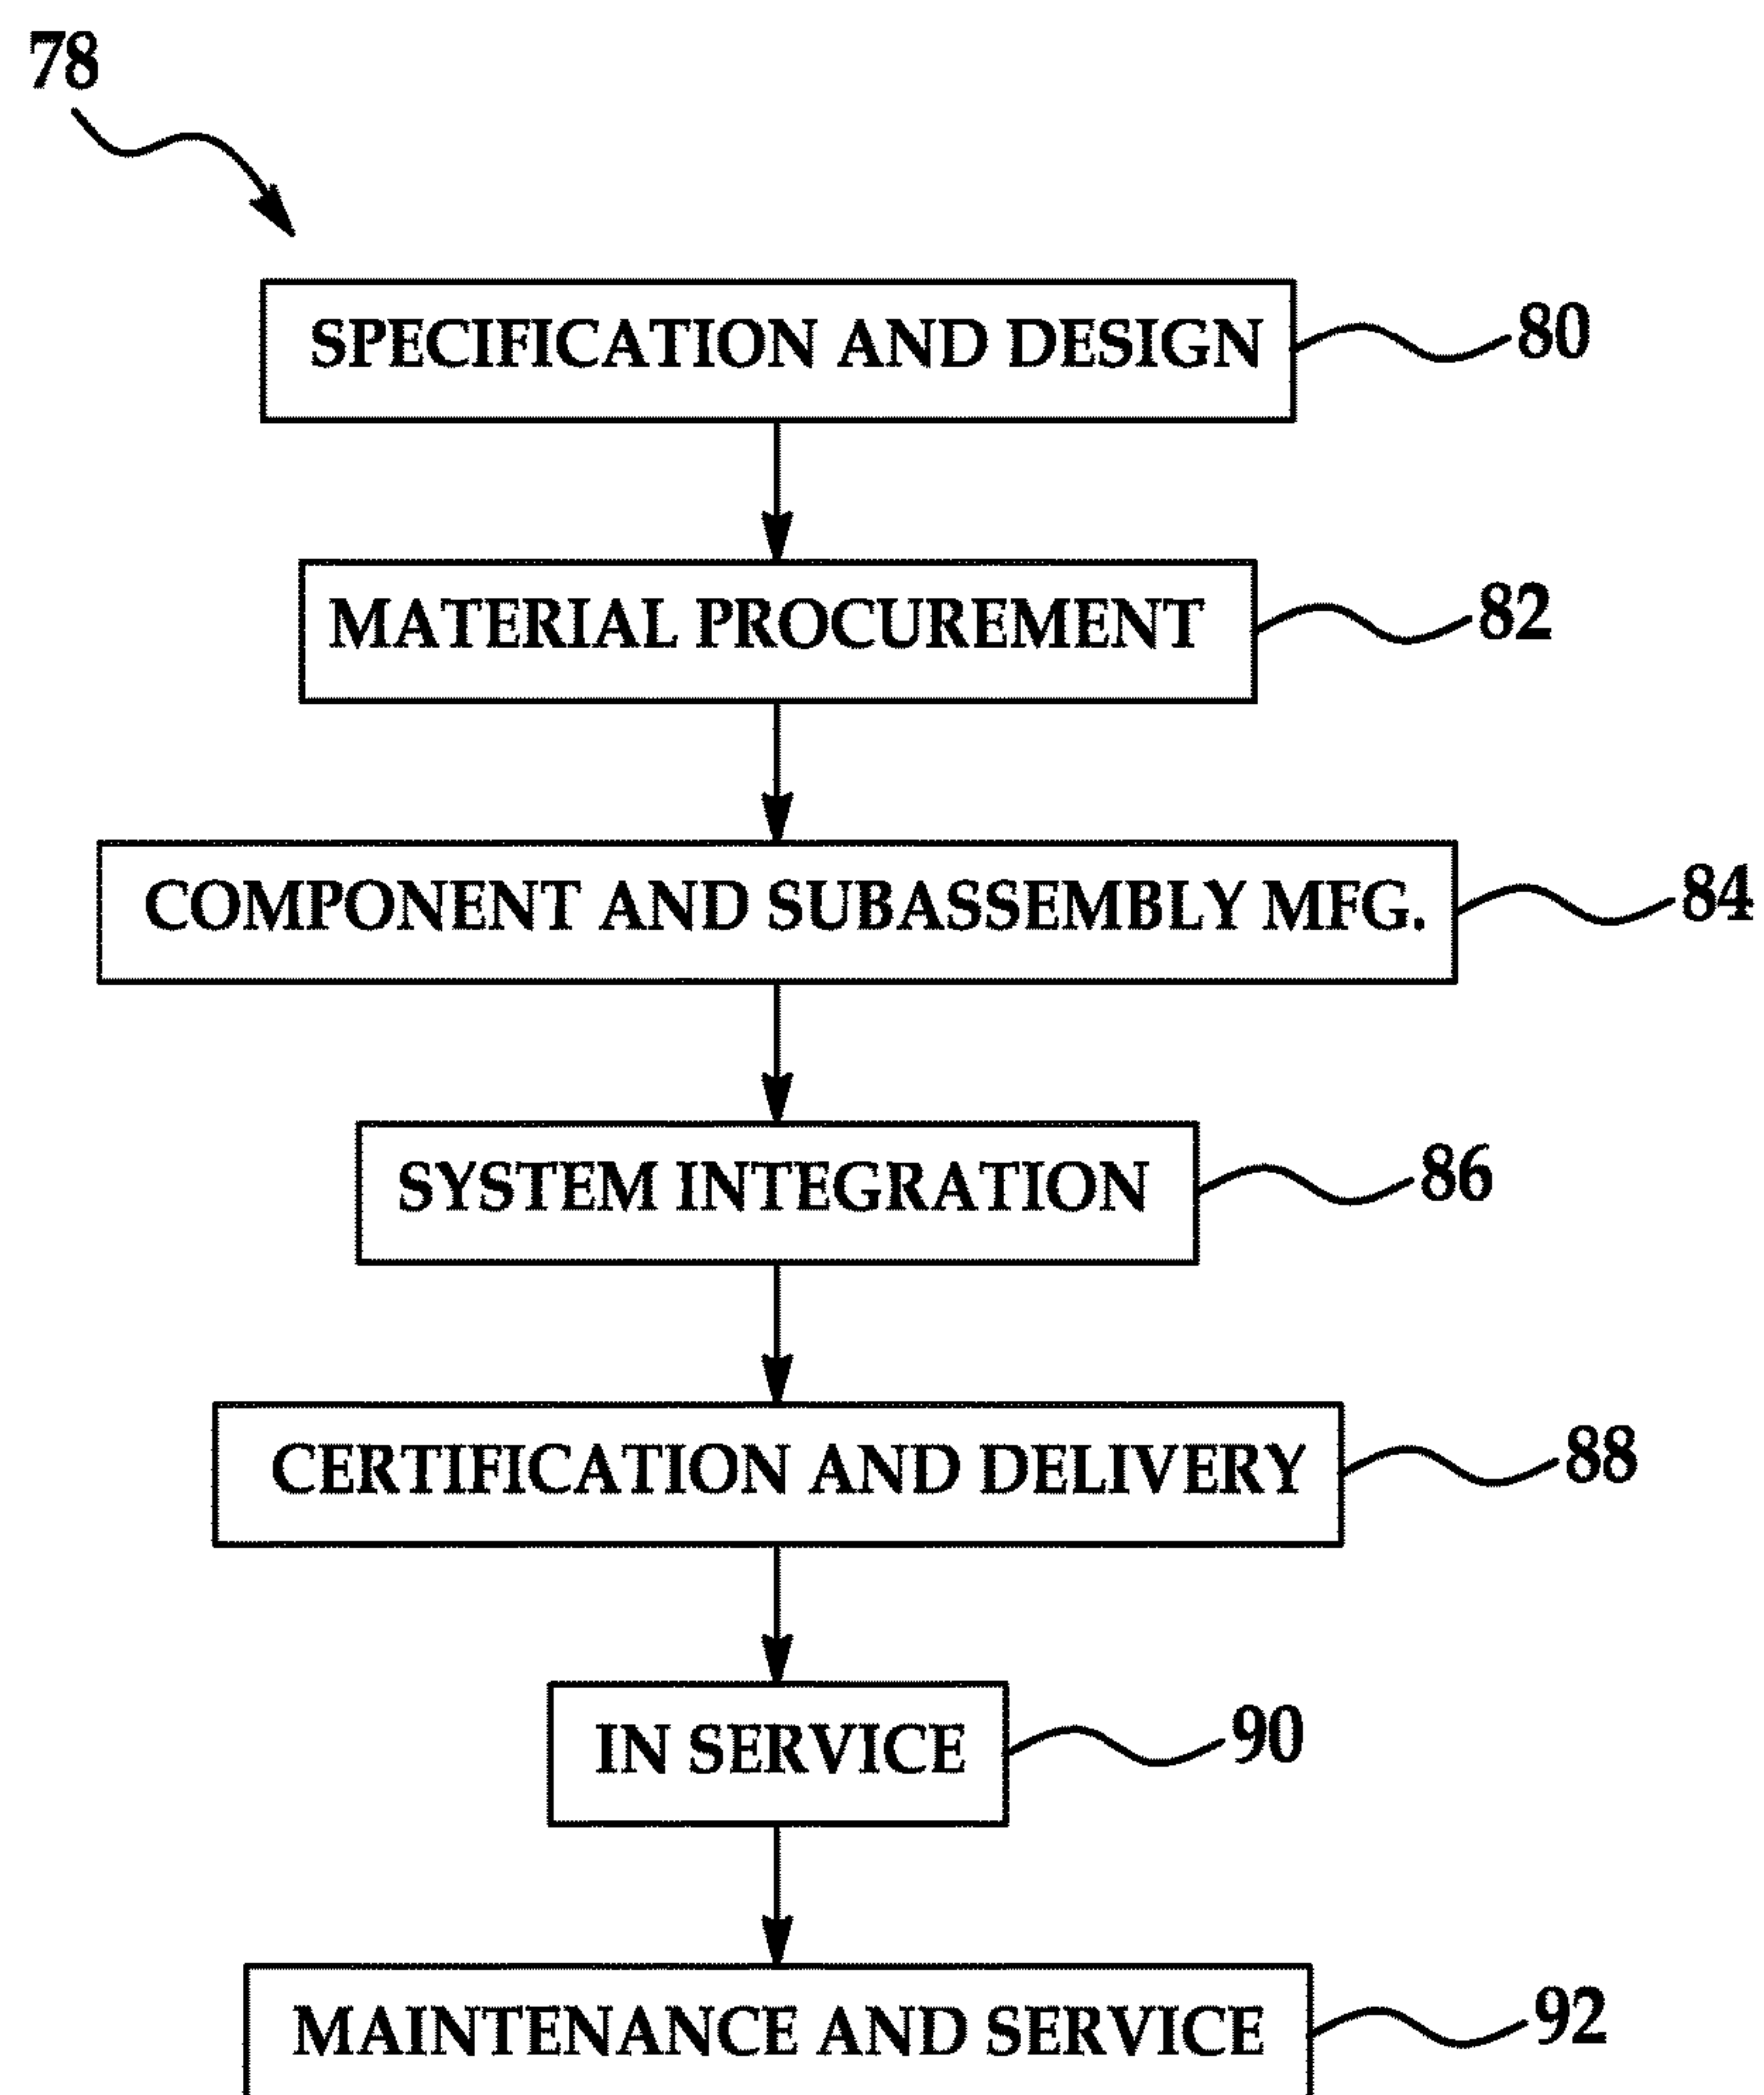 78
SPECIFICATION AND DESIGN 80
MATERIAL PROCUREMENT 82
COMPONENT AND SUBASSEMBLY MFG. 84
SYSTEM INTEGRATION 86
CERTIFICATION AND DELIVERY 88
IN SERVICE 90
MAINTENANCE AND SERVICE 92